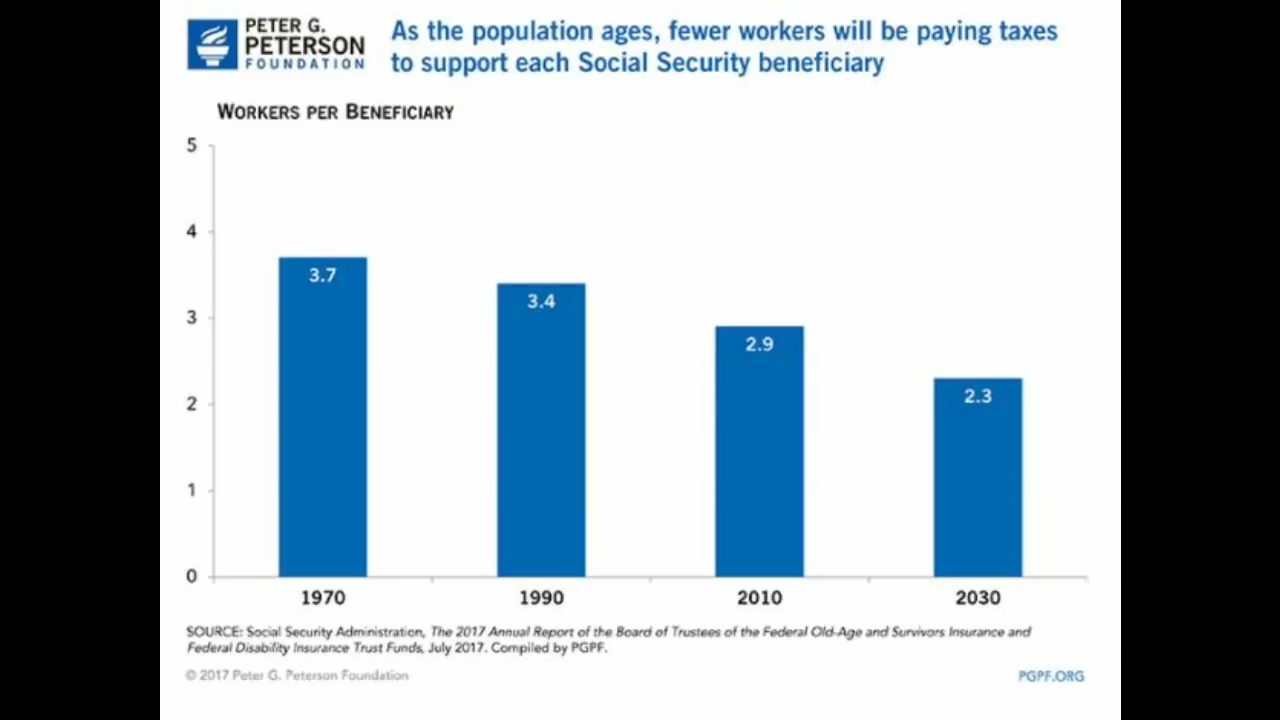 PETER G.
PETERSON
FOUNDATION
As the population ages, fewer workers will be paying taxes
to support each Social Security beneficiary
WORKERS PER BENEFICIARY
5
4
3
2
1
0
3.7
3.4
2.9
2.3
1970 1990 2010 2030
SOURCE: Social Security Administration, The 2017 Annual Report of the Board of Trustees of the Federal Old-Age and Survivors Insurance and
Federal Disability Insurance Trust Funds, July 2017. Compiled by PGPF.
© 2017 Peter G. Peterson Foundation PGPF.ORG